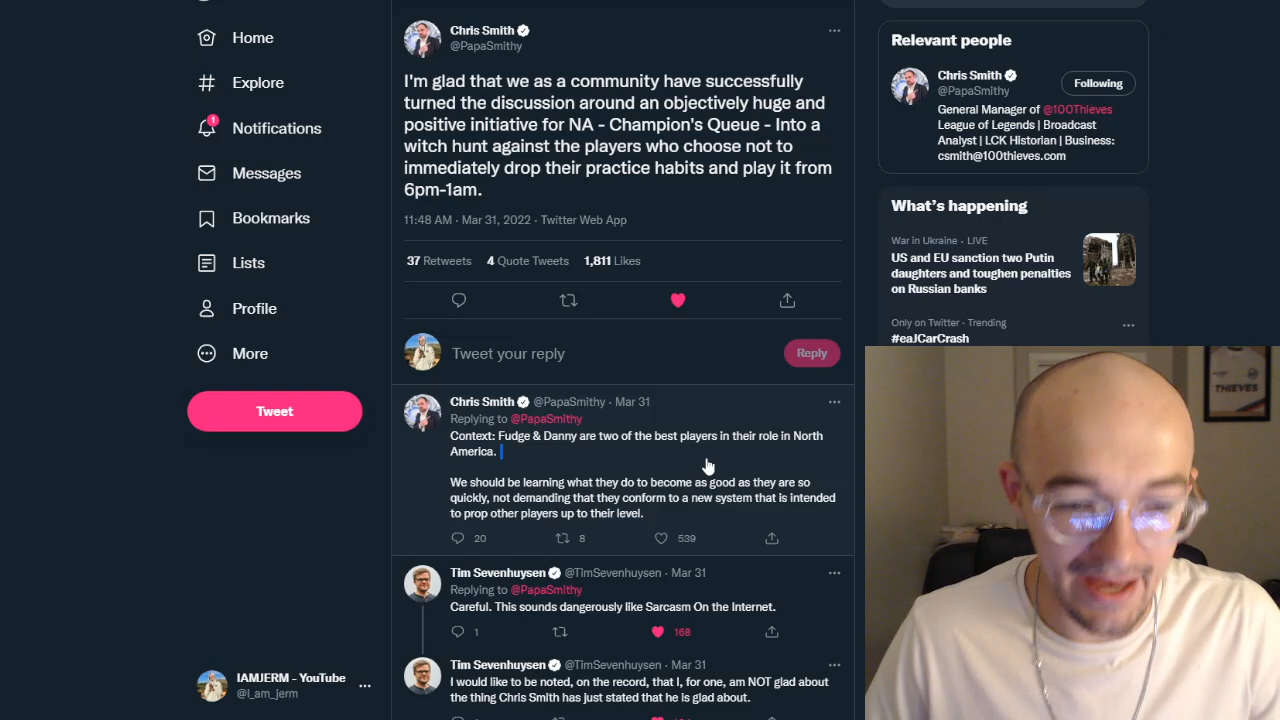 Home
Explore
1
Notifications
Messages
Bookmarks
Lists
Profile
More
Tweet
IAMJERM - YouTube
@I_am_jerm
Chris Smith
@PapaSmithy
I'm glad that we as a community have successfully
turned the discussion around an objectively huge and
positive initiative for NA - Champion's Queue - Into a
witch hunt against the players who choose not to
immediately drop their practice habits and play it from
6pm-1am.
11:48 AM · Mar 31, 2022 · Twitter Web App
37 Retweets 4 Quote Tweets 1,811 Likes
Tweet your reply
Reply
Chris Smith @PapaSmithy · Mar 31
Replying to @PapaSmithy
Context: Fudge & Danny are two of the best players in their role in North
America.
We should be learning what they do to become as good as they are so
quickly, not demanding that they conform to a new system that is intended
to prop other players up to their level.
20 8 539
Tim Sevenhuysen @TimSevenhuysen · Mar 31
Replying to @PapaSmithy
Careful. This sounds dangerously like Sarcasm On the Internet.
1 168
Tim Sevenhuysen @TimSevenhuysen · Mar 31
I would like to be noted, on the record, that I, for one, am NOT glad about
the thing Chris Smith has just stated that he is glad about.
Relevant people
Chris Smith
@PapaSmithy
Following
General Manager of @100Thieves
League of Legends | Broadcast
Analyst | LCK Historian | Business:
csmith@100thieves.com
What's happening
War in Ukraine · LIVE
US and EU sanction two Putin
daughters and toughen penalties
on Russian banks
Only on Twitter · Trending
#eaJCarCrash
THIEVES